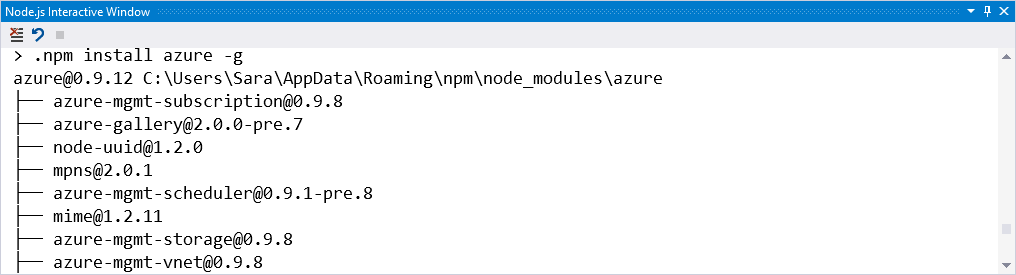 Node.js Interactive Window
> .npm install azure -g
azure@0.9.12 C:\Users\Sara\AppData\Roaming\npm\node_modules\azure
├── azure-mgmt-subscription@0.9.8
├── azure-gallery@2.0.0-pre.7
├── node-uuid@1.2.0
├── mpns@2.0.1
├── azure-mgmt-scheduler@0.9.1-pre.8
├── mime@1.2.11
├── azure-mgmt-storage@0.9.8
├── azure-mgmt-vnet@0.9.8